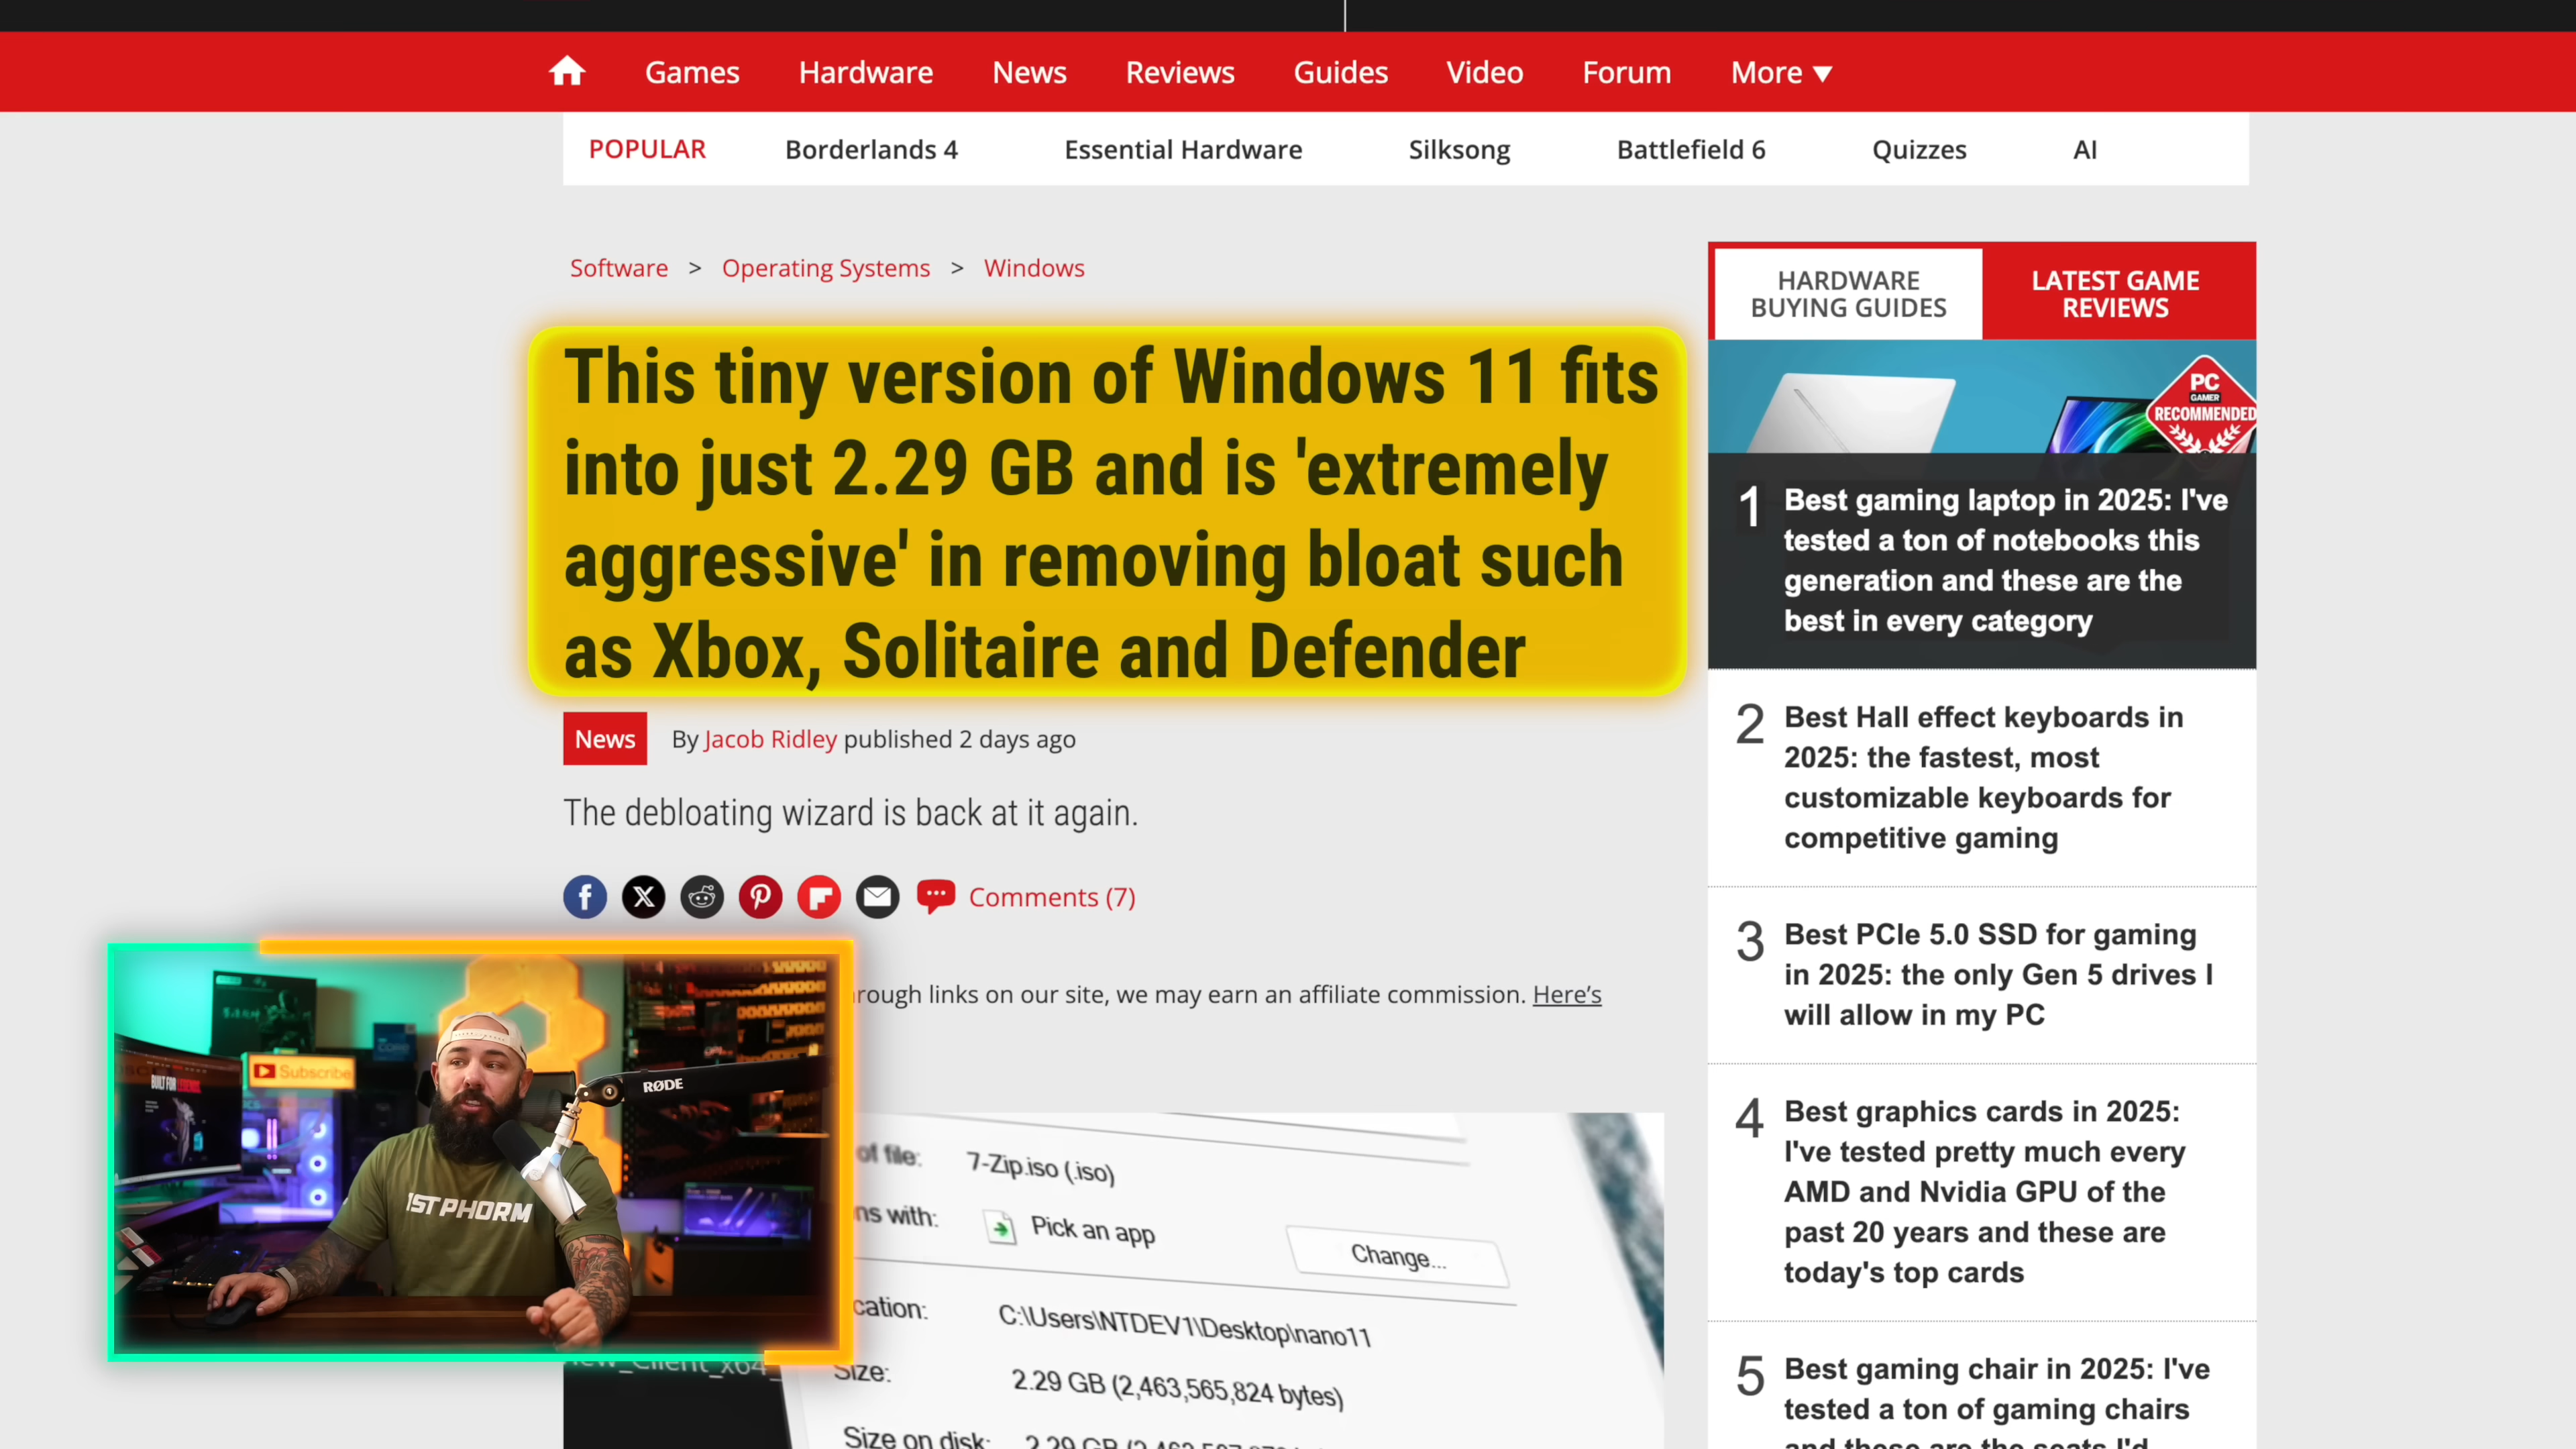 Games Hardware News Reviews Guides Video Forum More
POPULAR Borderlands 4 Essential Hardware Silksong Battlefield 6 Quizzes AI
Software > Operating Systems > Windows
This tiny version of Windows 11 fits
into just 2.29 GB and is 'extremely
aggressive' in removing bloat such
as Xbox, Solitaire and Defender
News By Jacob Ridley published 2 days ago
The debloating wizard is back at it again.
Comments (7)
through links on our site, we may earn an affiliate commission. Here's
of file: 7-Zip.iso (.iso)
Pick an app
Change...
C:\Users\NTDEV1\Desktop\nano11
Size: 2.29 GB (2,463,565,824 bytes)
Size on disk:
Subscribe
BUILT FOR
RØDE
1ST PHORM
HARDWARE
BUYING GUIDES
LATEST GAME
REVIEWS
PC
GAMER
RECOMMENDED
1 Best gaming laptop in 2025: I've
tested a ton of notebooks this
generation and these are the
best in every category
2 Best Hall effect keyboards in
2025: the fastest, most
customizable keyboards for
competitive gaming
3 Best PCIe 5.0 SSD for gaming
in 2025: the only Gen 5 drives I
will allow in my PC
4 Best graphics cards in 2025:
I've tested pretty much every
AMD and Nvidia GPU of the
past 20 years and these are
today's top cards
5 Best gaming chair in 2025: I've
tested a ton of gaming chairs
and these are the seats I'd